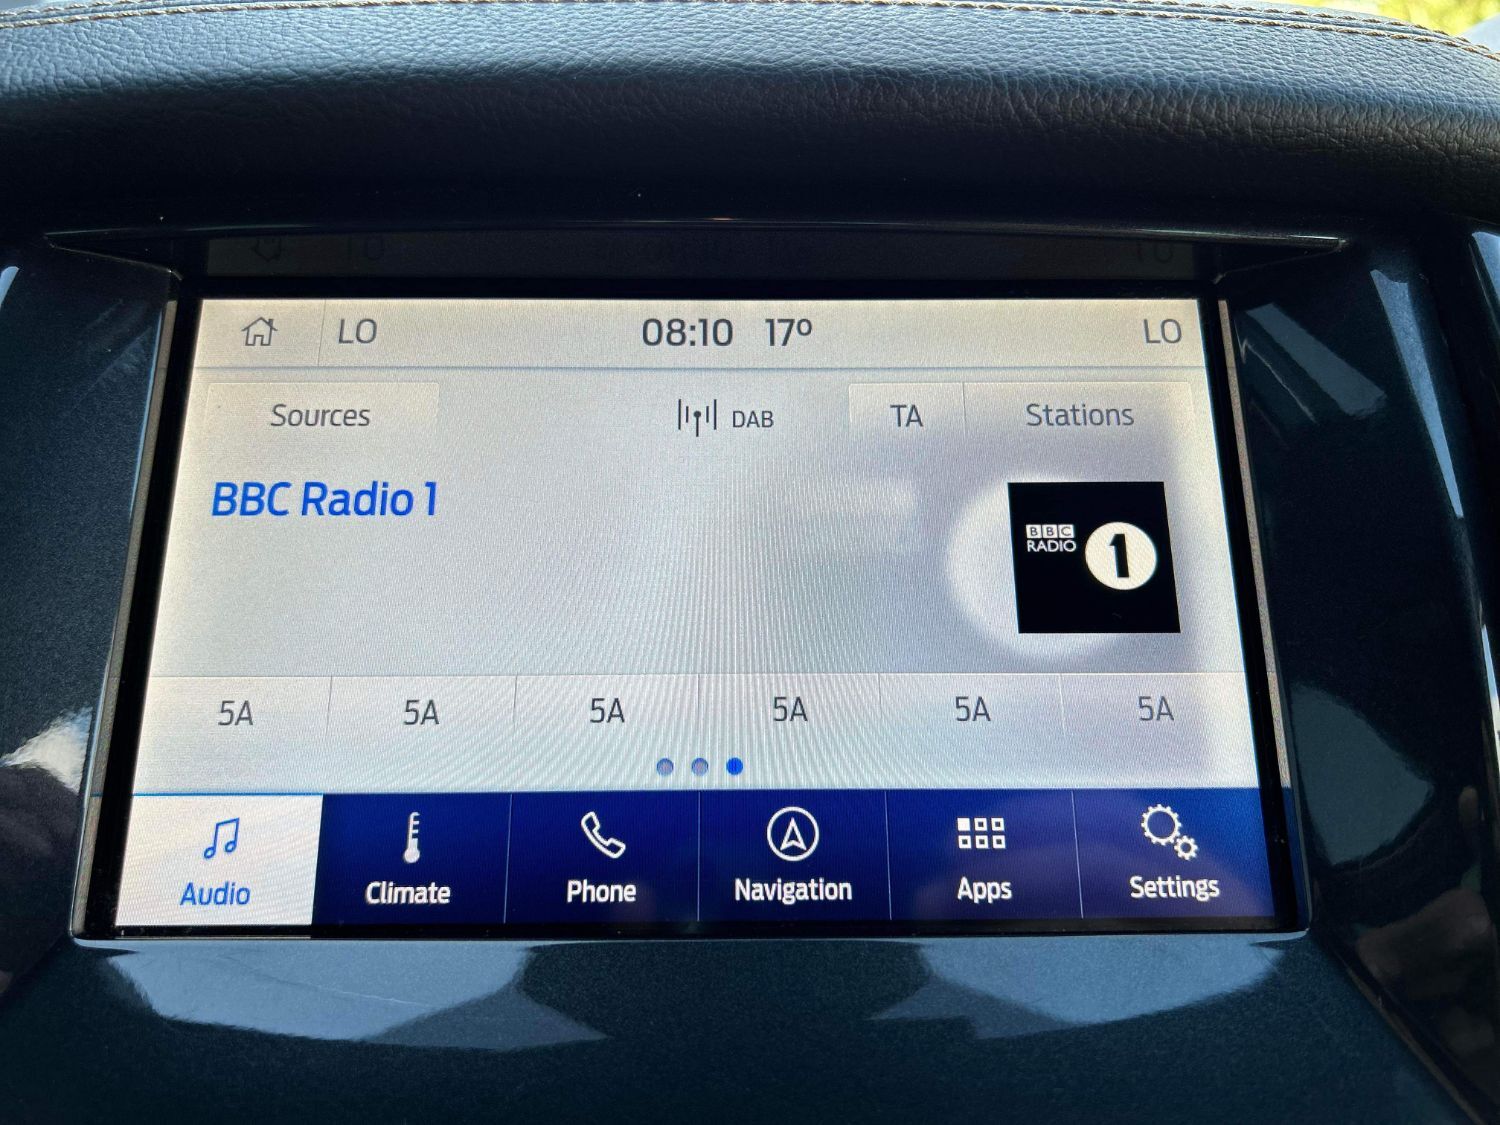 LO 08:10 17º LO
Sources DAB TA Stations
BBC Radio 1
BBC
RADIO 1
5A 5A 5A 5A 5A 5A
Audio Climate Phone Navigation Apps Settings